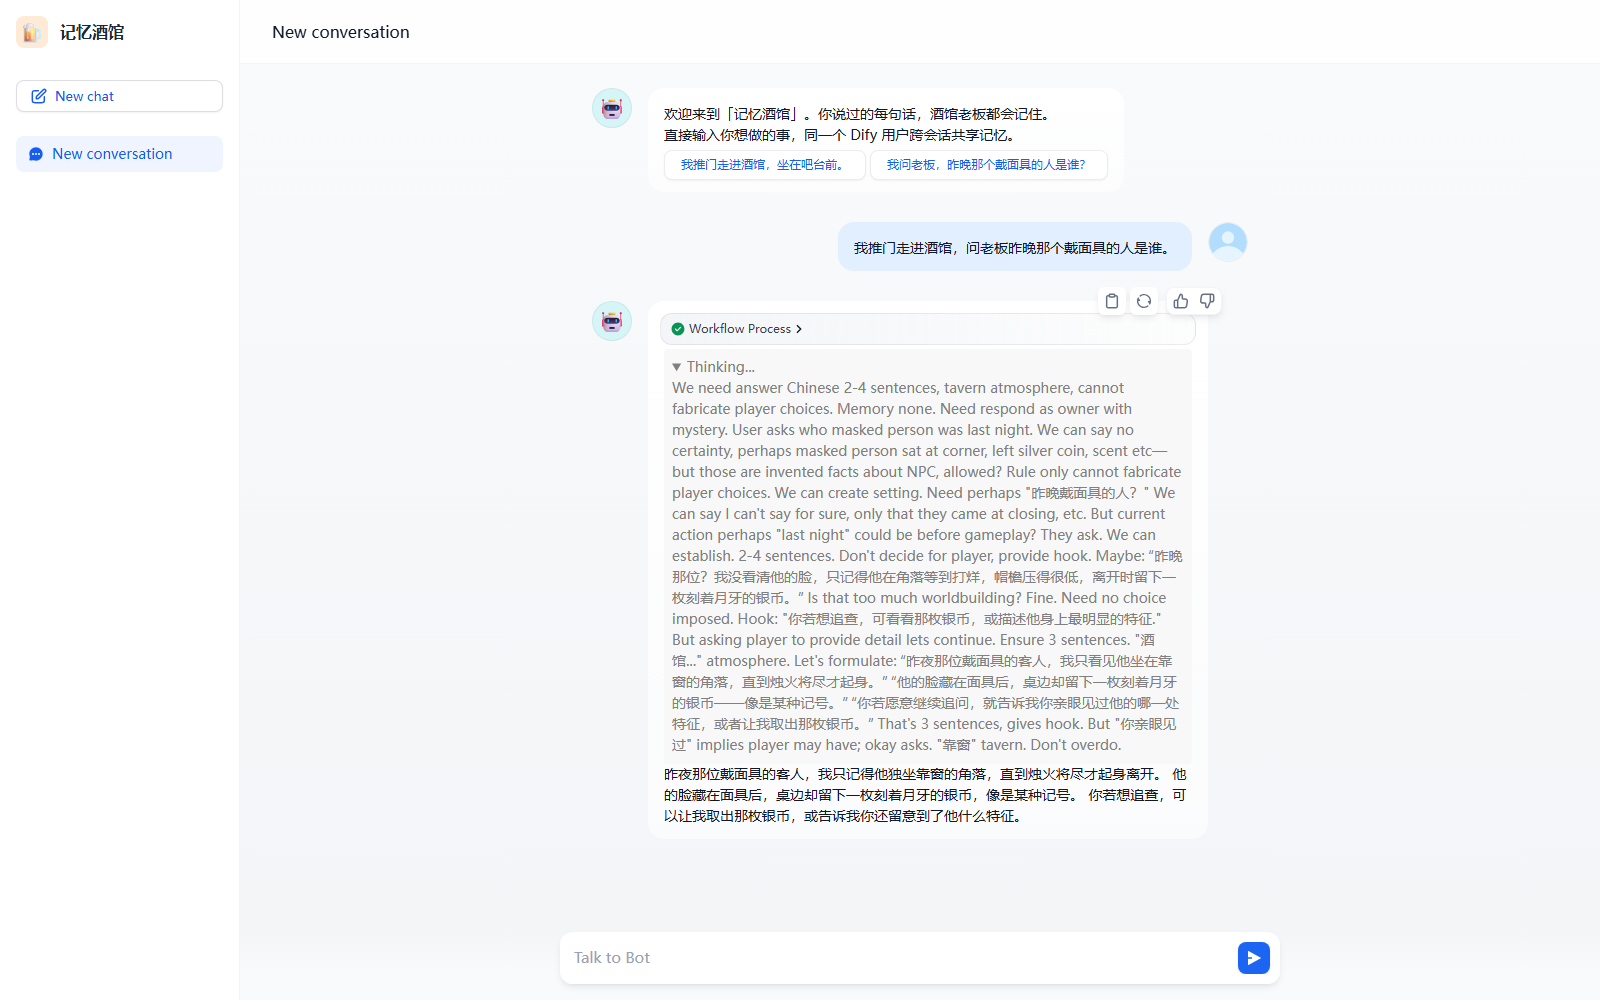 记忆酒馆
New chat
New conversation
New conversation
欢迎来到「记忆酒馆」。你说过的每句话，酒馆老板都会记住。
直接输入你想做的事，同一个 Dify 用户跨会话共享记忆。
我推门走进酒馆，坐在吧台前。
我问老板，昨晚那个戴面具的人是谁？
我推门走进酒馆，问老板昨晚那个戴面具的人是谁。
Workflow Process
Thinking...
We need answer Chinese 2-4 sentences, tavern atmosphere, cannot
fabricate player choices. Memory none. Need respond as owner with
mystery. User asks who masked person was last night. We can say no
certainty, perhaps masked person sat at corner, left silver coin, scent etc—
but those are invented facts about NPC, allowed? Rule only cannot fabricate
player choices. We can create setting. Need perhaps "昨晚戴面具的人？" We
can say I can't say for sure, only that they came at closing, etc. But current
action perhaps "last night" could be before gameplay? They ask. We can
establish. 2-4 sentences. Don't decide for player, provide hook. Maybe: “昨晚
那位？我没看清他的脸，只记得他在角落等到打烊，帽檐压得很低，离开时留下一
枚刻着月牙的银币。” Is that too much worldbuilding? Fine. Need no choice
imposed. Hook: "你若想追查，可看看那枚银币，或描述他身上最明显的特征."
But asking player to provide detail lets continue. Ensure 3 sentences. "酒
馆..." atmosphere. Let's formulate: “昨夜那位戴面具的客人，我只看见他坐在靠
窗的角落，直到烛火将尽才起身。” “他的脸藏在面具后，桌边却留下一枚刻着月牙
的银币——像是某种记号。” “你若愿意继续追问，就告诉我你亲眼见过他的哪一处
特征，或者让我取出那枚银币。” That's 3 sentences, gives hook. But "你亲眼见
过" implies player may have; okay asks. "靠窗" tavern. Don't overdo.
昨夜那位戴面具的客人，我只记得他独坐靠窗的角落，直到烛火将尽才起身离开。 他
的脸藏在面具后，桌边却留下一枚刻着月牙的银币，像是某种记号。 你若想追查，可
以让我取出那枚银币，或告诉我你还留意到了他什么特征。
Talk to Bot